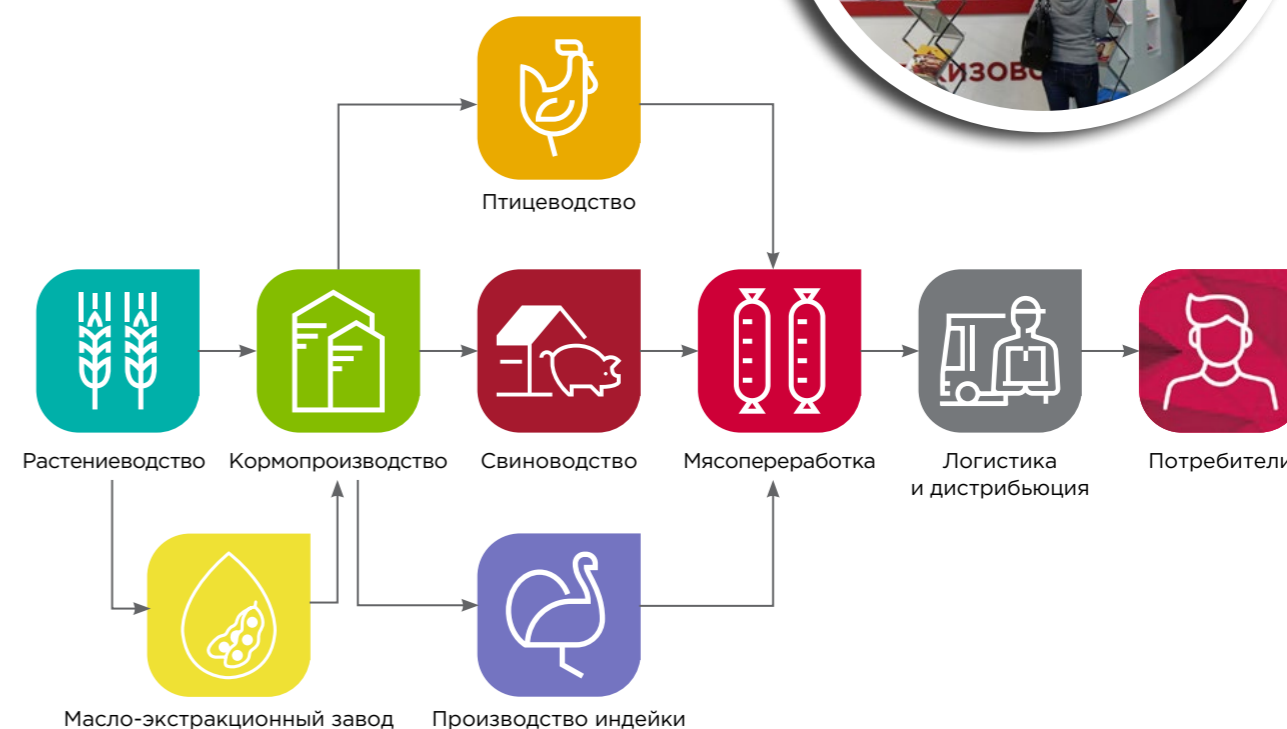 Птицеводство
Растениеводство
Кормопроизводство
Свиноводство
Мясопереработка
Логистика
и дистрибьюция
Потребители
Масло-экстракционный завод
Производство индейки